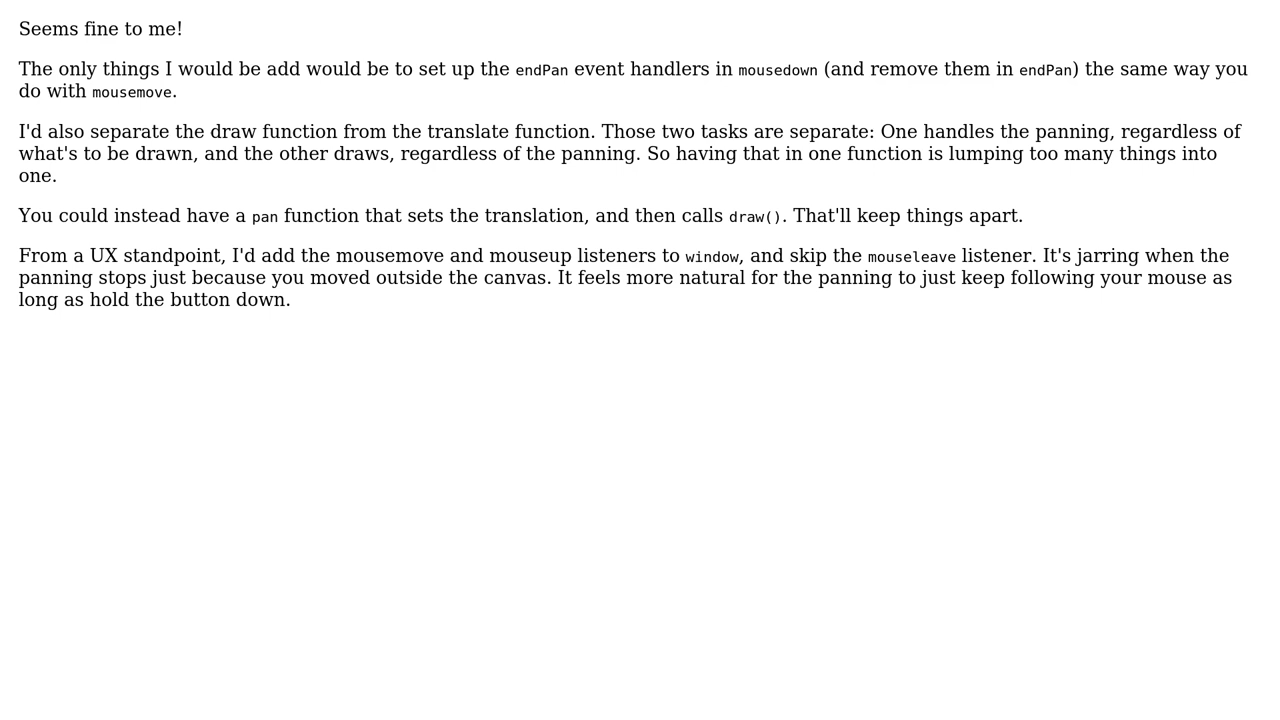 Seems fine to me!
The only things I would be add would be to set up the endPan event handlers in mousedown (and remove them in endPan) the same way you
do with mousemove.
I'd also separate the draw function from the translate function. Those two tasks are separate: One handles the panning, regardless of
what's to be drawn, and the other draws, regardless of the panning. So having that in one function is lumping too many things into
one.
You could instead have a pan function that sets the translation, and then calls draw(). That'll keep things apart.
From a UX standpoint, I'd add the mousemove and mouseup listeners to window, and skip the mouseleave listener. It's jarring when the
panning stops just because you moved outside the canvas. It feels more natural for the panning to just keep following your mouse as
long as hold the button down.